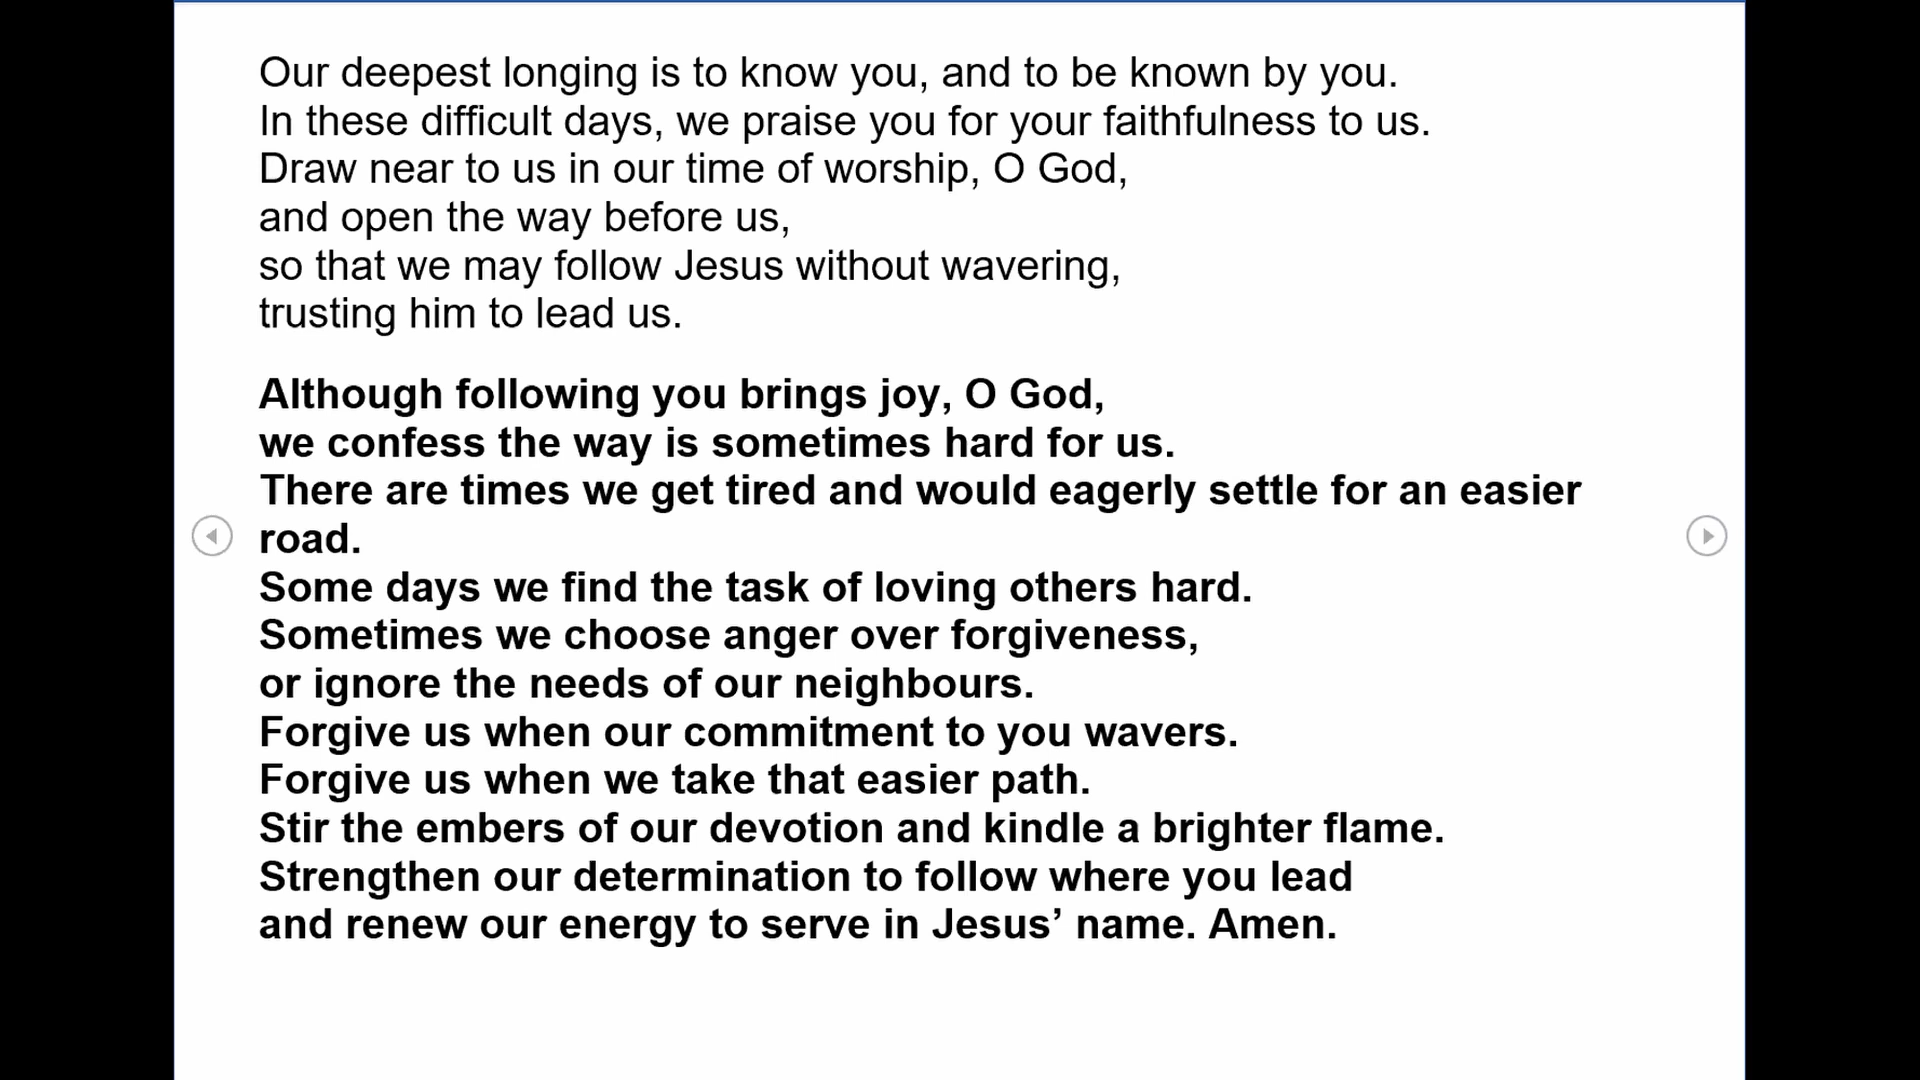 Our deepest longing is to know you, and to be known by you.
In these difficult days, we praise you for your faithfulness to us.
Draw near to us in our time of worship, O God,
and open the way before us,
so that we may follow Jesus without wavering,
trusting him to lead us.
Although following you brings joy, O God,
we confess the way is sometimes hard for us.
There are times we get tired and would eagerly settle for an easier
road.
Some days we find the task of loving others hard.
Sometimes we choose anger over forgiveness,
or ignore the needs of our neighbours.
Forgive us when our commitment to you wavers.
Forgive us when we take that easier path.
Stir the embers of our devotion and kindle a brighter flame.
Strengthen our determination to follow where you lead
and renew our energy to serve in Jesus’ name. Amen.